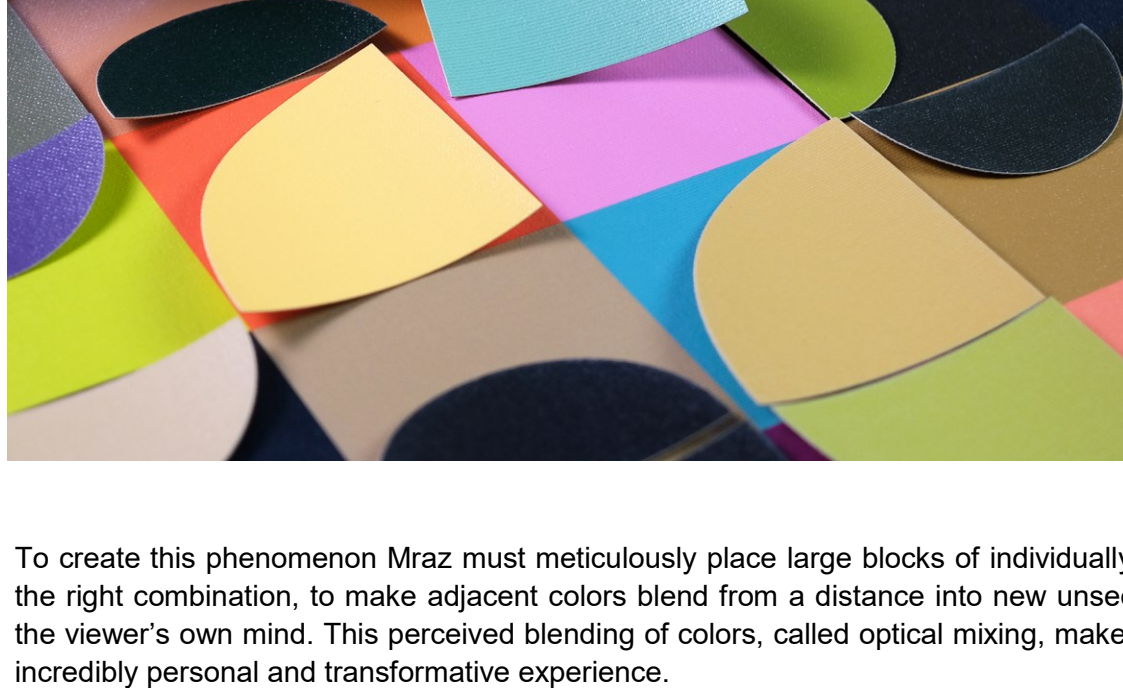 To create this phenomenon Mraz must meticulously place large blocks of individually
the right combination, to make adjacent colors blend from a distance into new
the viewer’s own mind. This perceived blending of colors, called optical mixing,
incredibly personal and transformative experience.